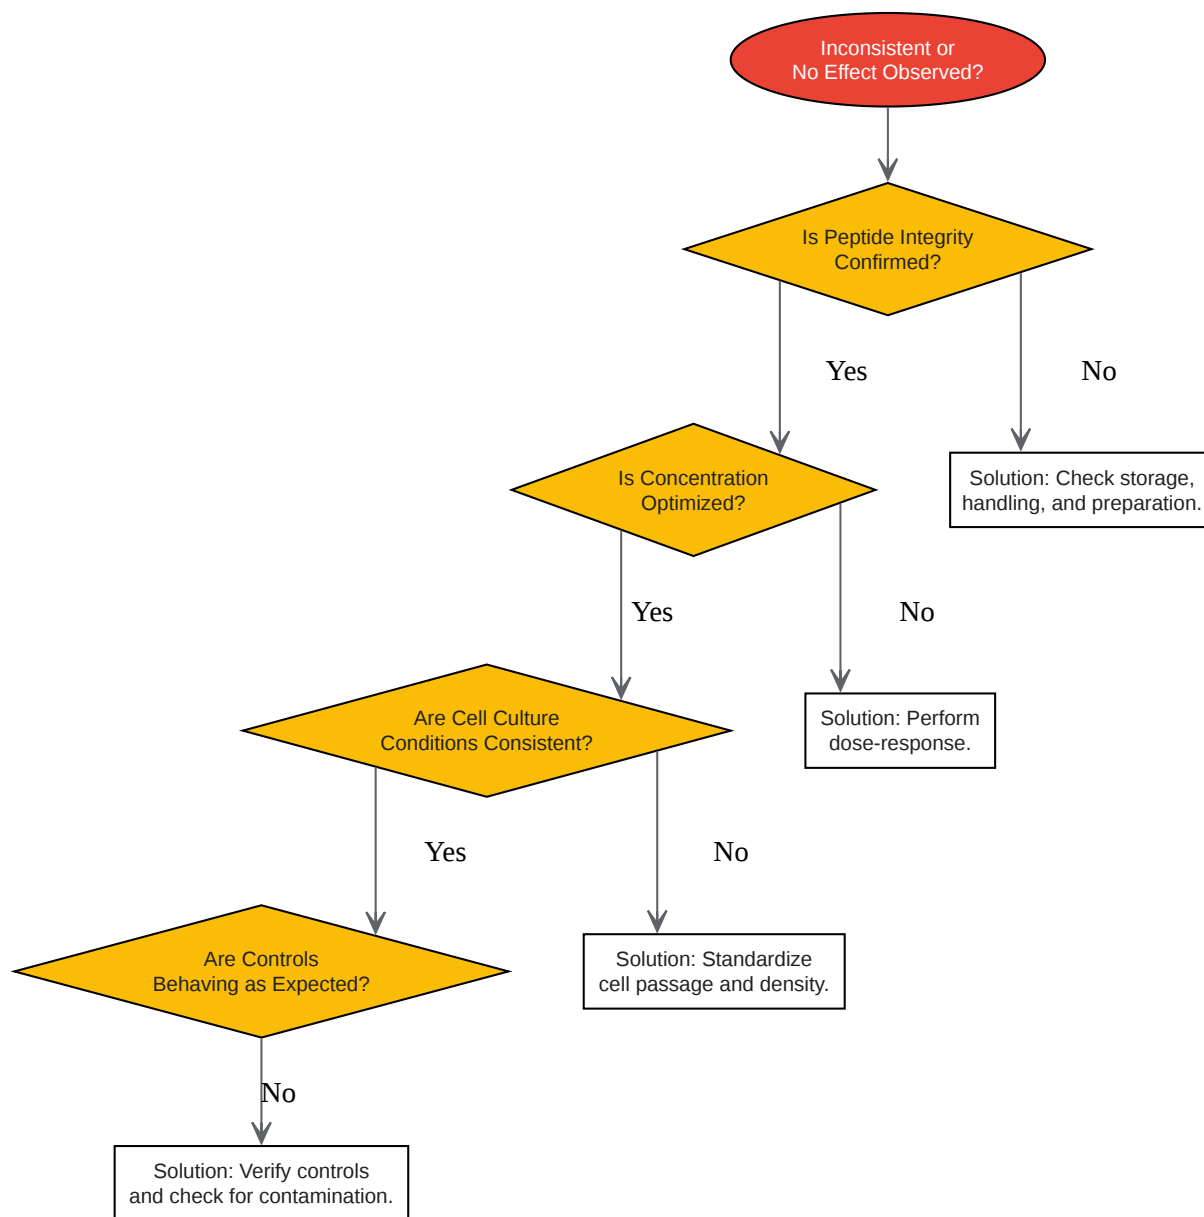 Inconsistent or
No Effect Observed?
Is Peptide Integrity
Confirmed?
Yes
No
Is Concentration
Optimized?
Solution: Check storage,
handling, and preparation.
Yes
No
Are Cell Culture
Conditions Consistent?
Solution: Perform
dose-response.
Yes
No
Are Controls
Behaving as Expected?
Solution: Standardize
cell passage and density.
No
Solution: Verify controls
and check for contamination.